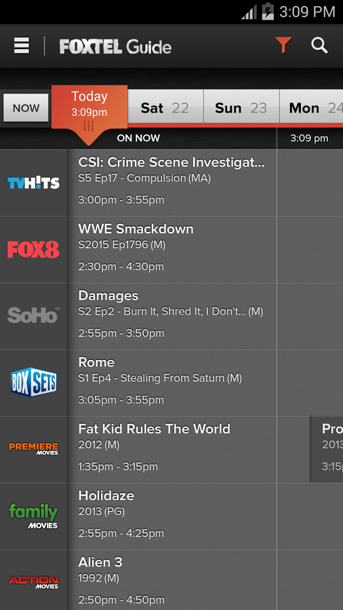 3:09 PM
FOXTEL Guide
NOW
Today
3:09pm
Sat 22
Sun 23
Mon 24
ON NOW
3:09 pm
TVH!TS
CSI: Crime Scene Investigat...
S5 Ep17 - Compulsion (MA)
3:00pm - 3:55pm
FOX8
WWE Smackdown
S2015 Ep1796 (M)
2:30pm - 4:30pm
SoHo
Damages
S2 Ep2 - Burn It, Shred It, I Don't... (M)
2:55pm - 3:50pm
BOX SETS
Rome
S1 Ep4 - Stealing From Saturn (M)
3:05pm - 3:55pm
PREMIERE
MOVIES
Fat Kid Rules The World
2012 (M)
1:35pm - 3:15pm
Pro
2013
3:15
family
MOVIES
Holidaze
2013 (PG)
2:55pm - 4:25pm
ACTION
MOVIES
Alien 3
1992 (M)
2:50pm - 4:50pm